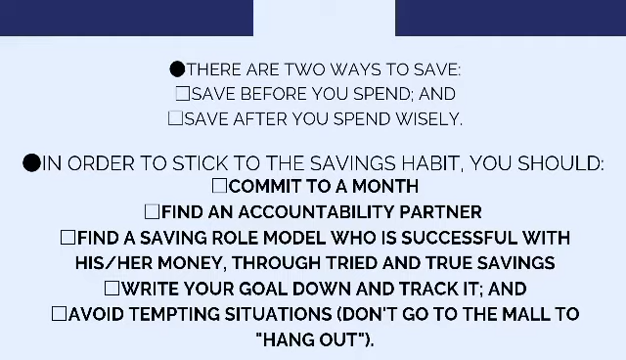 ●THERE ARE TWO WAYS TO SAVE:
□SAVE BEFORE YOU SPEND; AND
□SAVE AFTER YOU SPEND WISELY.
●IN ORDER TO STICK TO THE SAVINGS HABIT, YOU SHOULD:
□COMMIT TO A MONTH
□FIND AN ACCOUNTABILITY PARTNER
□FIND A SAVING ROLE MODEL WHO IS SUCCESSFUL WITH
HIS/HER MONEY, THROUGH TRIED AND TRUE SAVINGS
□WRITE YOUR GOAL DOWN AND TRACK IT; AND
□AVOID TEMPTING SITUATIONS (DON'T GO TO THE MALL TO
"HANG OUT").